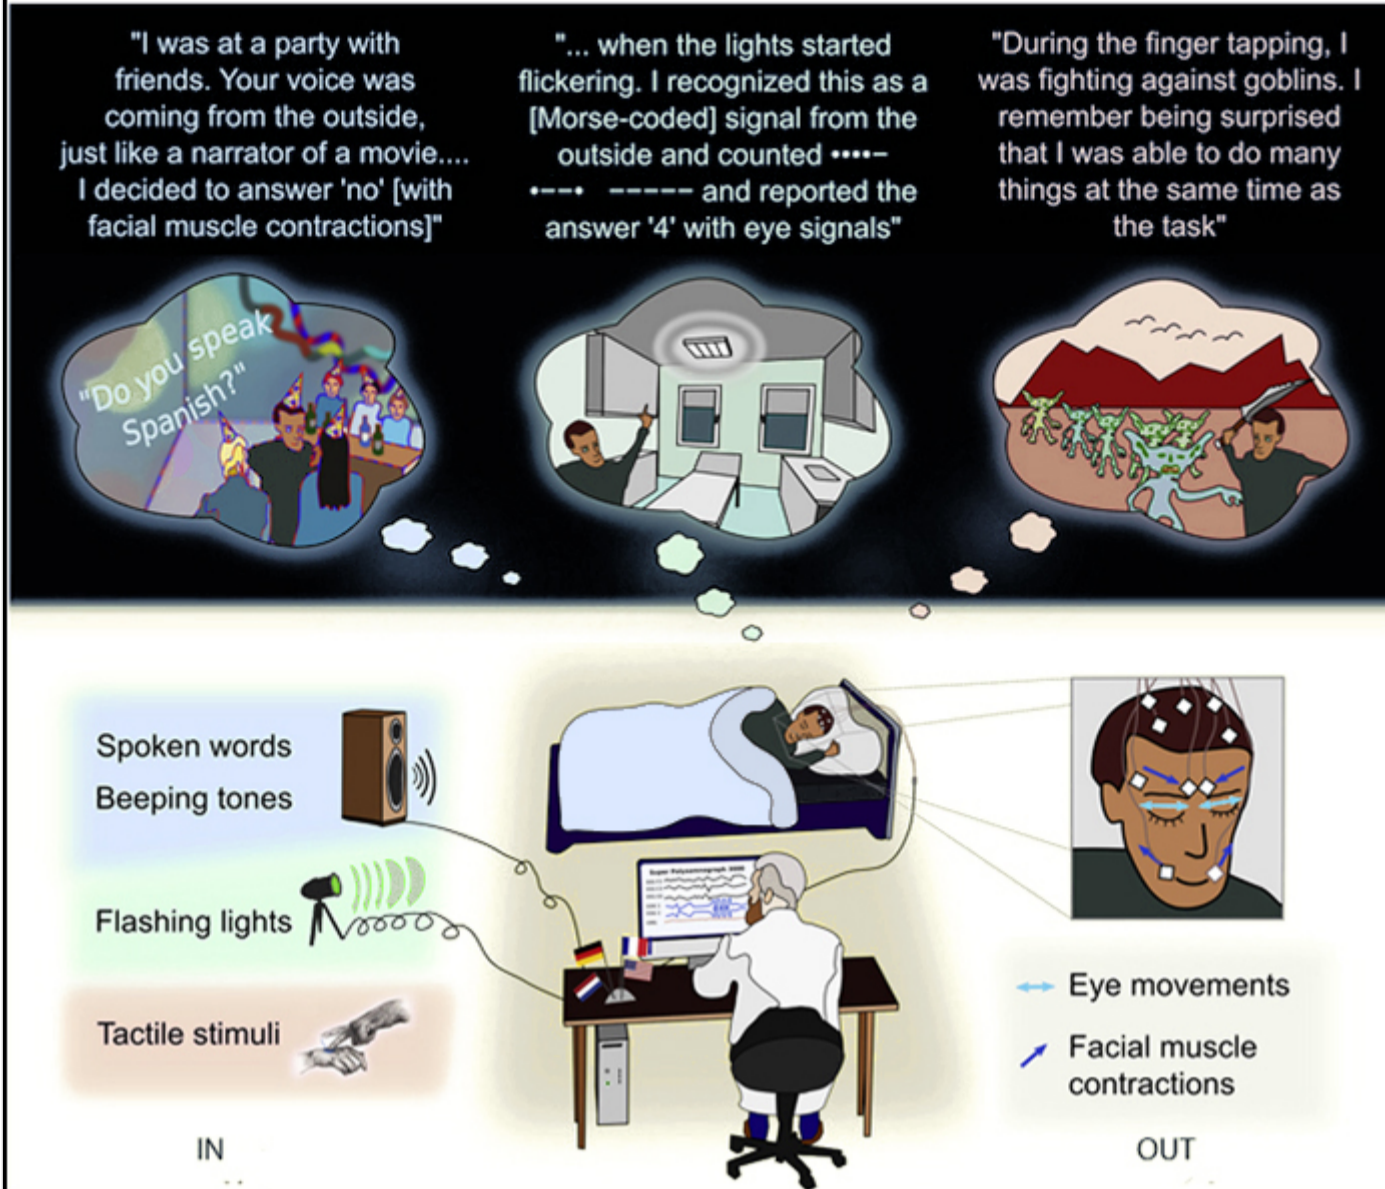 "I was at a party with
friends. Your voice was
coming from the outside,
just like a narrator of a movie....
I decided to answer 'no' [with
facial muscle contractions]"
"... when the lights started
flickering. I recognized this as a
[Morse-coded] signal from the
outside and counted ••••–
•––• ––––– and reported the
answer '4' with eye signals"
"During the finger tapping, I
was fighting against goblins. I
remember being surprised
that I was able to do many
things at the same time as
the task"
"Do you speak
Spanish?"
Spoken words
Beeping tones
Flashing lights
Tactile stimuli
IN
Super Polysomnograph 3000
Eye movements
Facial muscle
contractions
OUT